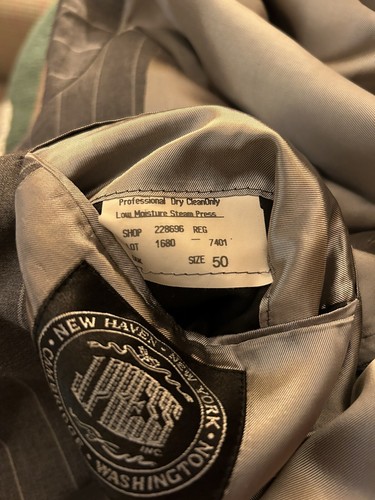 Professional Dry CleanOnly
Low Moisture Steam Press
SHOP 228696 REG
LOT 1680 — 7401
SIZE 50
• NEW HAVEN • NEW YORK •
CAMBRIDGE • WASHINGTON
INC